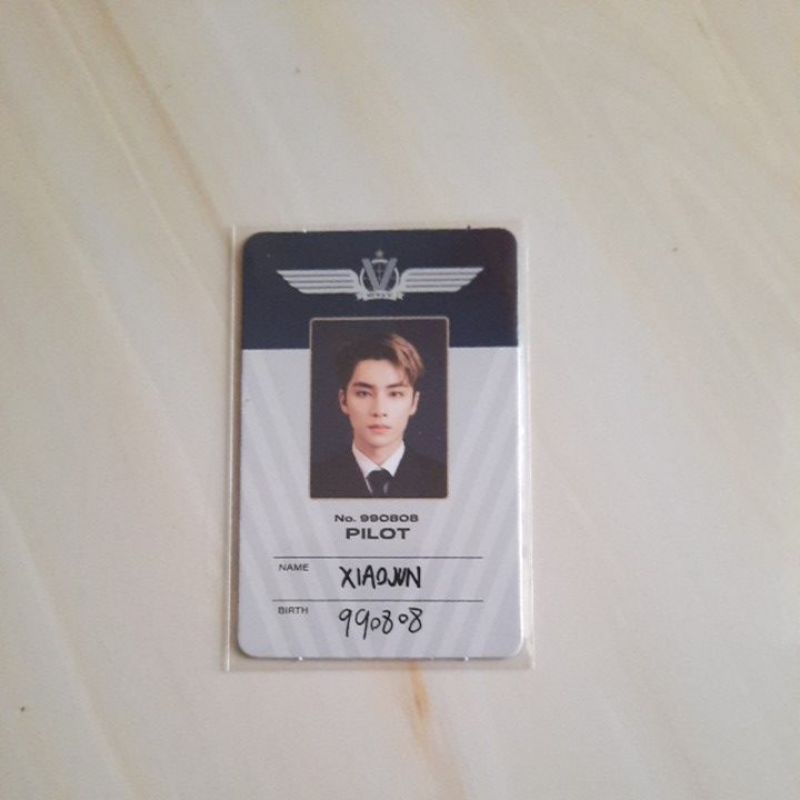 No. 990808
PILOT
NAME XIAOJUN
BIRTH 990808